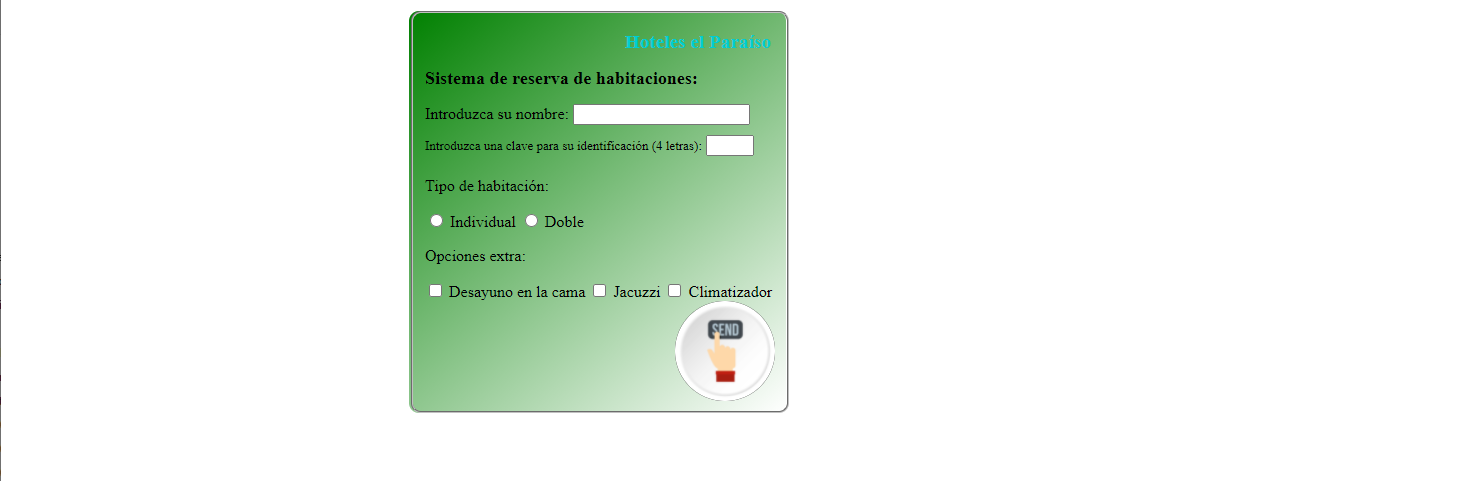 Hoteles el Paraíso
Sistema de reserva de habitaciones:
Introduzca su nombre:
Introduzca una clave para su identificación (4 letras):
Tipo de habitación:
Individual Doble
Opciones extra:
Desayuno en la cama Jacuzzi Climatizador
SEND